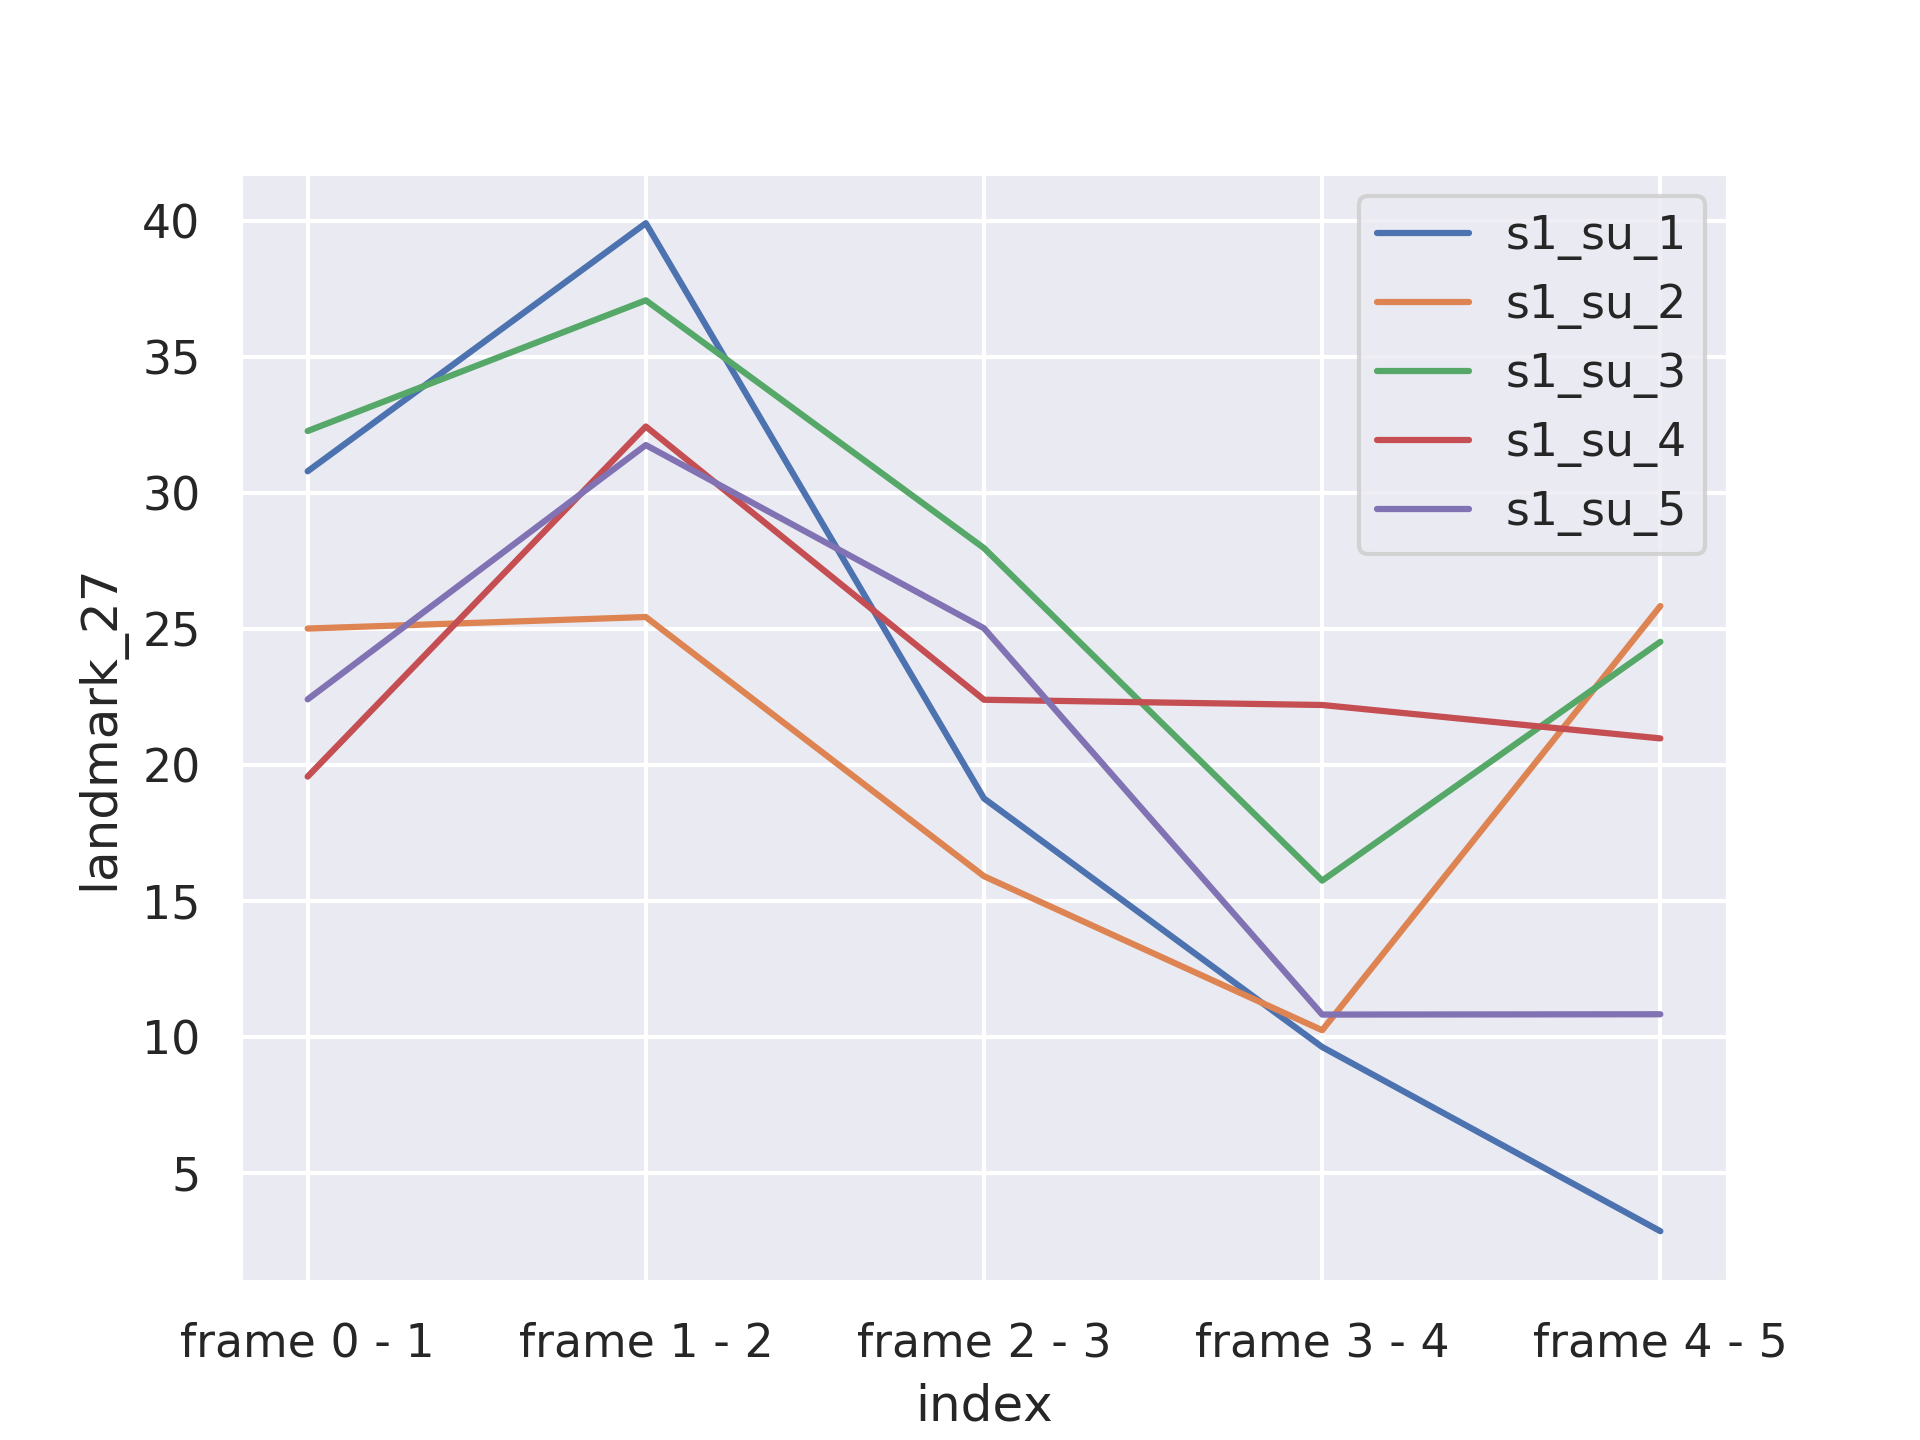 40
35
30
25
20
15
10
5
landmark_27
s1_su_1
s1_su_2
s1_su_3
s1_su_4
s1_su_5
frame 0 - 1
frame 1 - 2
frame 2 - 3
frame 3 - 4
frame 4 - 5
index